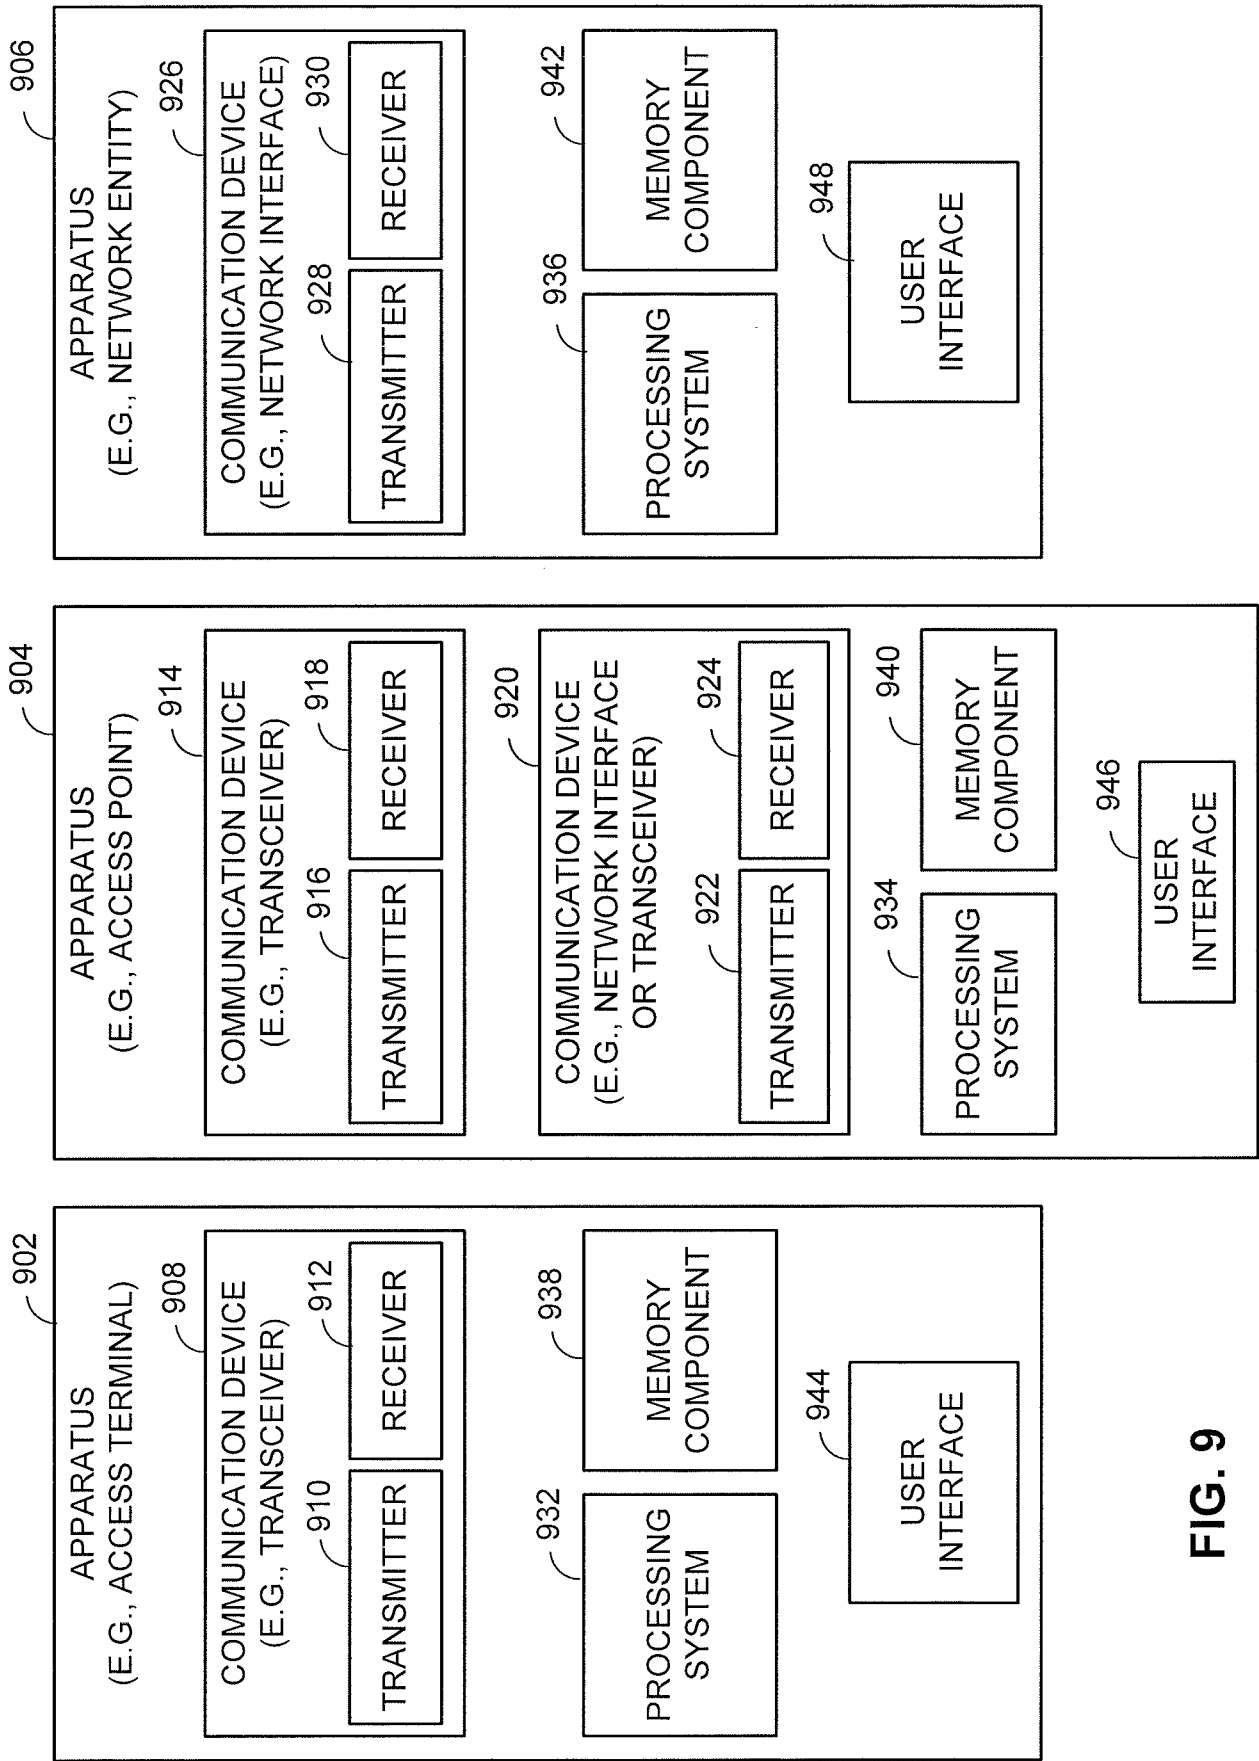 902
APPARATUS
(E.G., ACCESS TERMINAL)
908
COMMUNICATION DEVICE
(E.G., TRANSCEIVER)
910
912
TRANSMITTER
RECEIVER
932
938
PROCESSING
SYSTEM
MEMORY
COMPONENT
944
USER
INTERFACE
904
APPARATUS
(E.G., ACCESS POINT)
914
COMMUNICATION DEVICE
(E.G., TRANSCEIVER)
916
918
TRANSMITTER
RECEIVER
920
COMMUNICATION DEVICE
(E.G., NETWORK INTERFACE
OR TRANSCEIVER)
922
924
TRANSMITTER
RECEIVER
934
940
PROCESSING
SYSTEM
MEMORY
COMPONENT
946
USER
INTERFACE
906
APPARATUS
(E.G., NETWORK ENTITY)
926
COMMUNICATION DEVICE
(E.G., NETWORK INTERFACE)
928
930
TRANSMITTER
RECEIVER
936
942
PROCESSING
SYSTEM
MEMORY
COMPONENT
948
USER
INTERFACE
FIG. 9